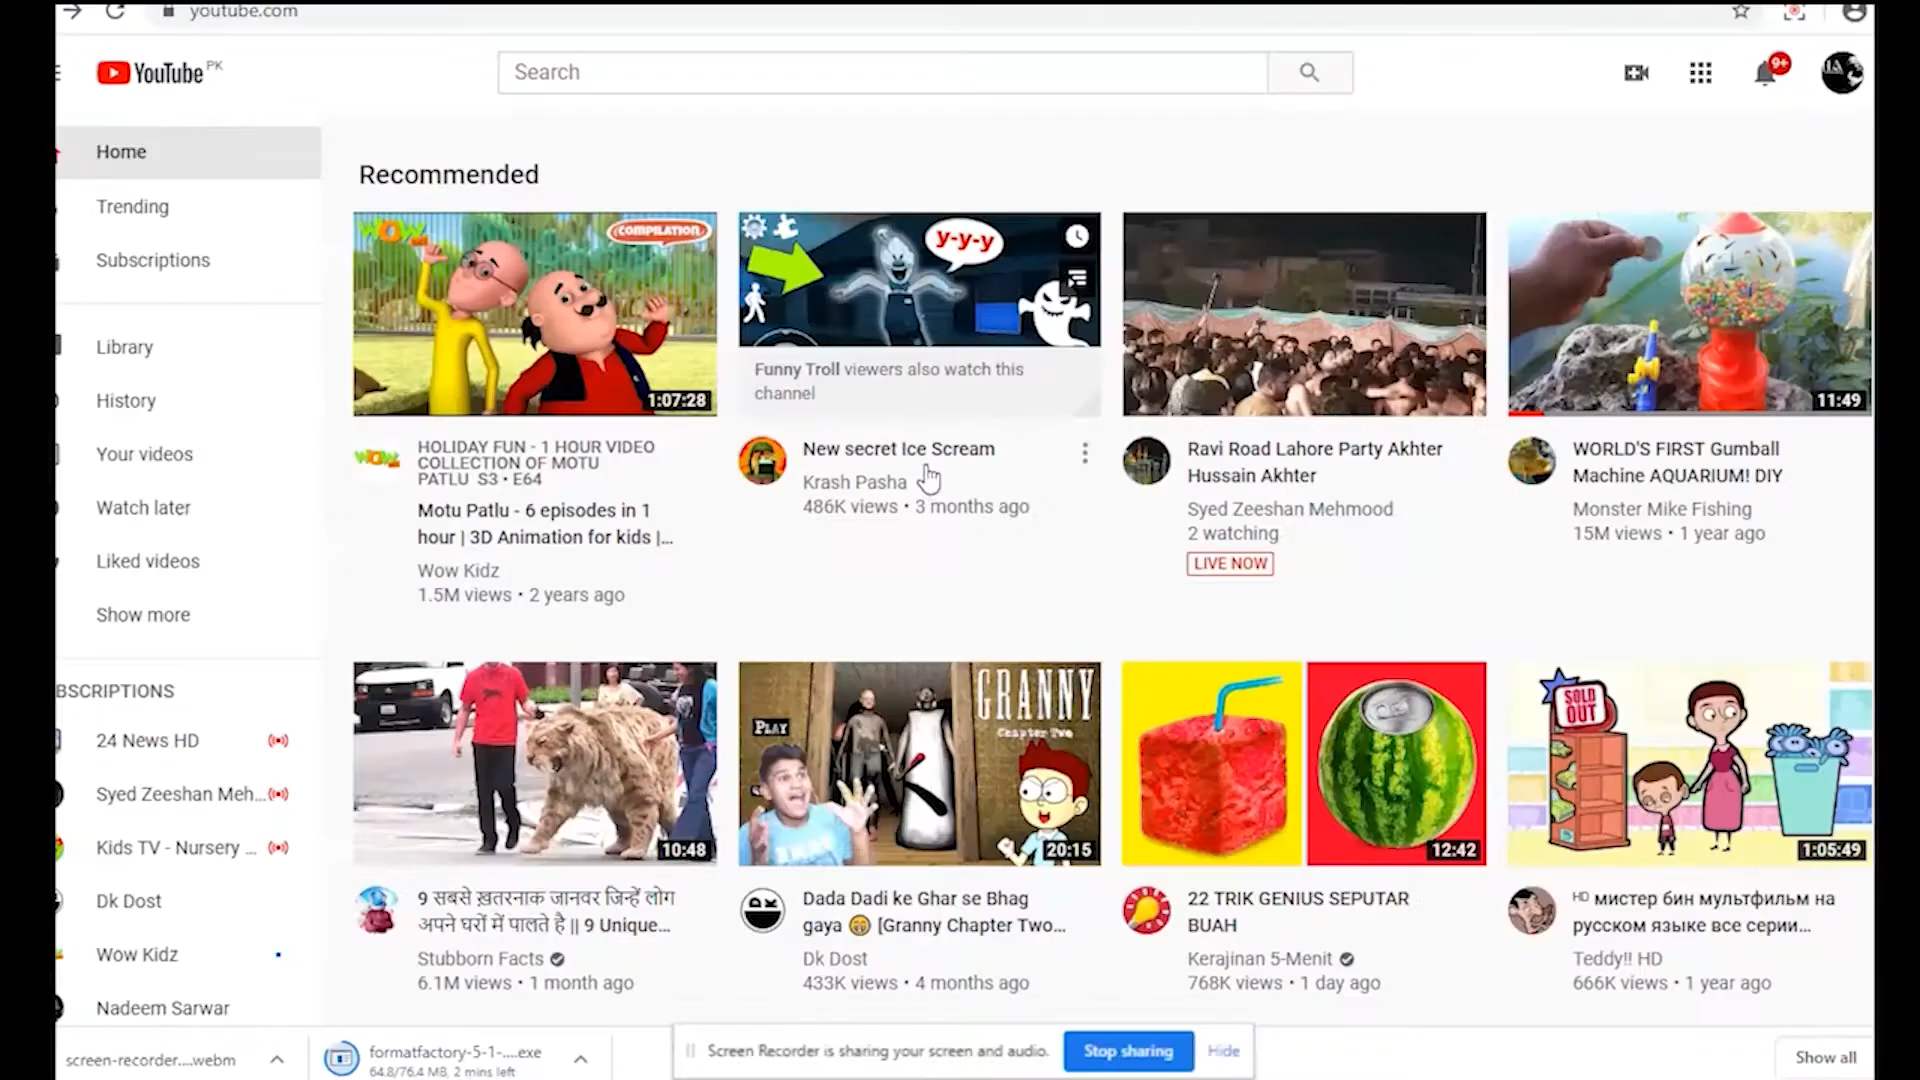 youtube.com
YouTube PK
Search
9+
Home
Trending
Subscriptions
Library
History
Your videos
Watch later
Liked videos
Show more
BSCRIPTIONS
24 News HD
Syed Zeeshan Meh...
Kids TV - Nursery ...
Dk Dost
Wow Kidz
Nadeem Sarwar
Recommended
WOW
COMPILATION
1:07:28
HOLIDAY FUN - 1 HOUR VIDEO
COLLECTION OF MOTU
PATLU S3 • E64
Motu Patlu - 6 episodes in 1
hour | 3D Animation for kids |...
Wow Kidz
1.5M views • 2 years ago
y-y-y
Funny Troll viewers also watch this
channel
New secret Ice Scream
Krash Pasha
486K views • 3 months ago
Ravi Road Lahore Party Akhter
Hussain Akhter
Syed Zeeshan Mehmood
2 watching
LIVE NOW
11:49
WORLD'S FIRST Gumball
Machine AQUARIUM! DIY
Monster Mike Fishing
15M views • 1 year ago
10:48
9 सबसे ख़तरनाक जानवर जिन्हें लोग
अपने घरों में पालते है || 9 Unique...
Stubborn Facts
6.1M views • 1 month ago
GRANNY
Chapter Two
PLAY
20:15
Dada Dadi ke Ghar se Bhag
gaya 😁 [Granny Chapter Two...
Dk Dost
433K views • 4 months ago
12:42
22 TRIK GENIUS SEPUTAR
BUAH
Kerajinan 5-Menit
768K views • 1 day ago
SOLD
OUT
1:05:49
HD мистер бин мультфильм на
русском языке все серии...
Teddy!! HD
666K views • 1 year ago
screen-recorder....webm
formatfactory-5-1-....exe
64.8/76.4 MB, 2 mins left
Screen Recorder is sharing your screen and audio.
Stop sharing
Hide
Show all